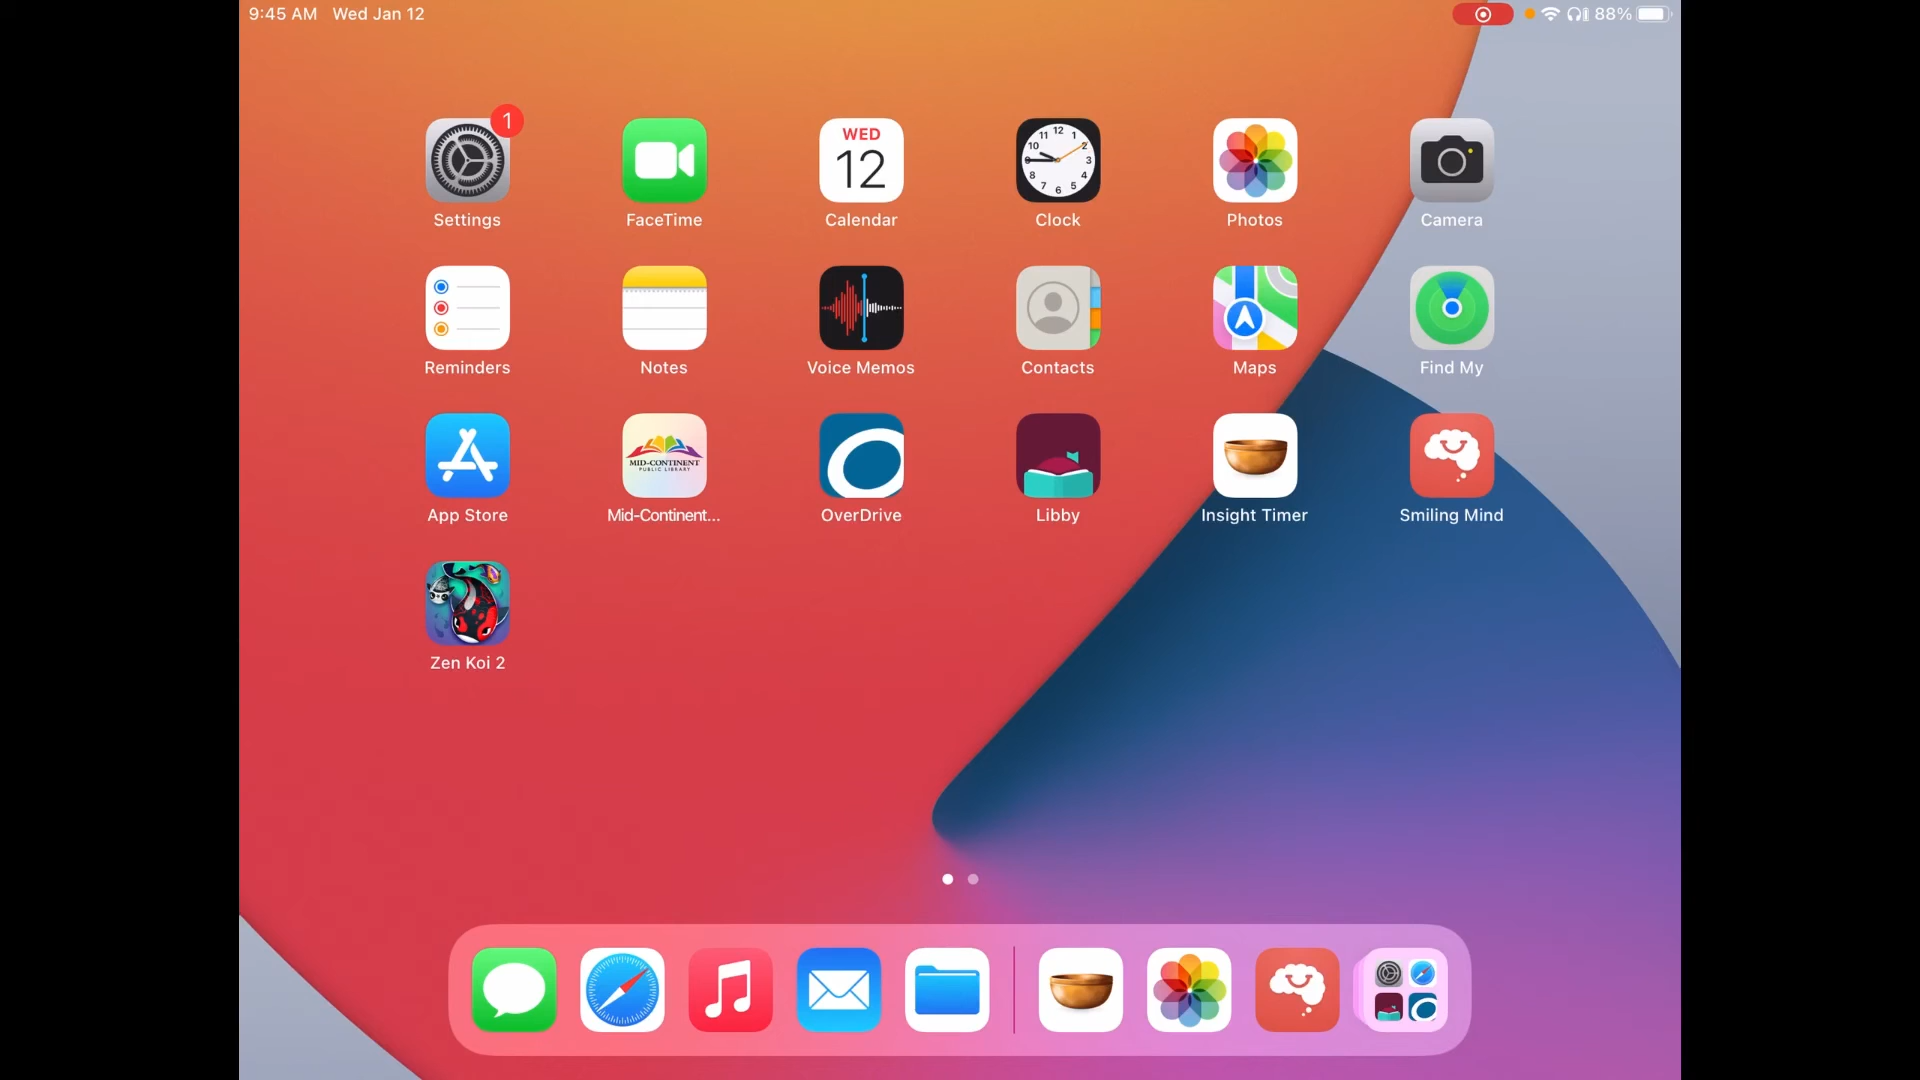 9:45 AM Wed Jan 12
88%
1
WED
12
Settings FaceTime Calendar Clock Photos Camera
Reminders Notes Voice Memos Contacts Maps Find My
MID-CONTINENT
PUBLIC LIBRARY
App Store Mid-Continent... OverDrive Libby Insight Timer Smiling Mind
Zen Koi 2